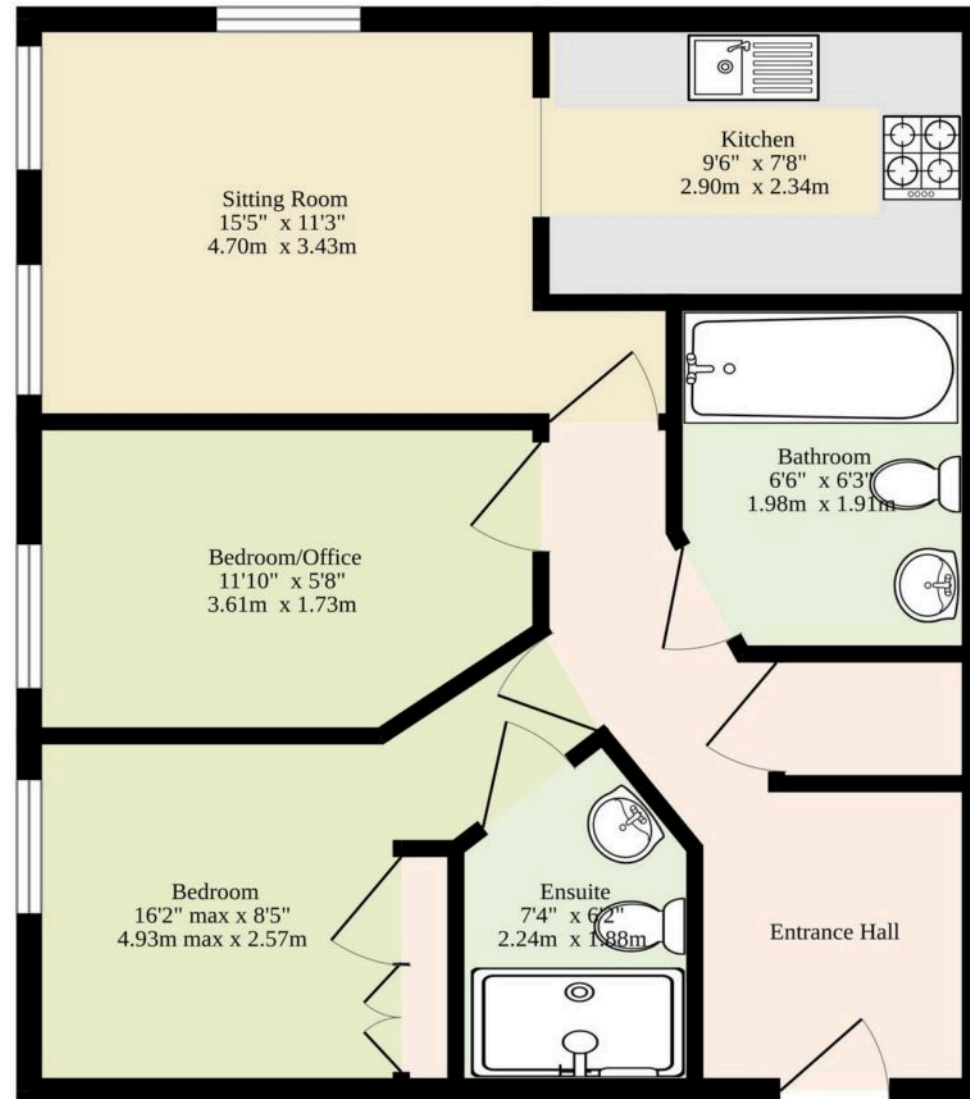 Kitchen
9'6" x 7'8"
2.90m x 2.34m
Sitting Room
15'5" x 11'3"
4.70m x 3.43m
Bathroom
6'6" x 6'3"
1.98m x 1.91m
Bedroom/Office
11'10" x 5'8"
3.61m x 1.73m
Bedroom
16'2" max x 8'5"
4.93m max x 2.57m
Ensuite
7'4" x 6'2"
2.24m x 1.88m
Entrance Hall